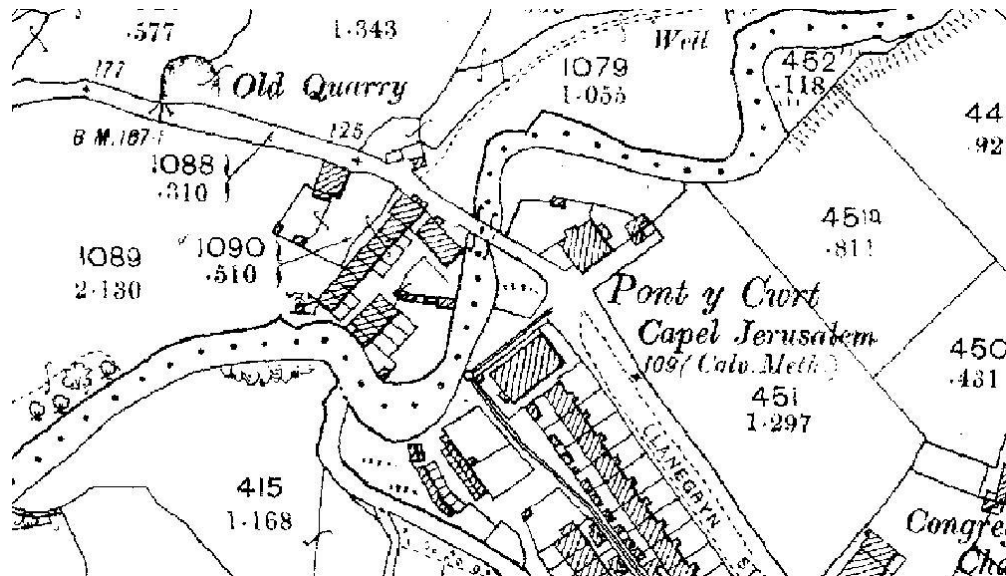 .577
1.343
Well
177
Old Quarry
1079
1.055
452
.118
44
.92
B.M.187.1
125
1088
.310
451a
.811
1089
2.130
1090
.510
Pont y Cwrt
Capel Jerusalem
(Calv. Meth.)
450
.431
451
1.297
LLANEGRYN ST
415
1.168
Congre
Cha